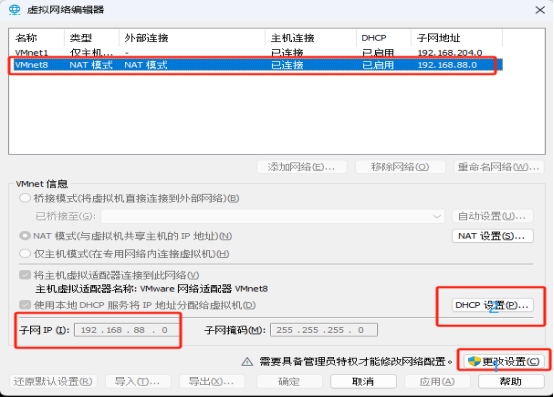 虚拟网络编辑器
名称 类型 外部连接 主机连接 DHCP 子网地址
VMnet1 仅主机... - 已连接 已启用 192.168.204.0
VMnet8 NAT 模式 NAT 模式 已连接 已启用 192.168.88.0
添加网络(E)... 移除网络(O) 重命名网络(W)...
VMnet 信息
桥接模式(将虚拟机直接连接到外部网络)(B)
已桥接至(G): 自动设置(U)...
NAT 模式(与虚拟机共享主机的 IP 地址)(N) NAT 设置(S)...
仅主机模式(在专用网络内连接虚拟机)(H)
将主机虚拟适配器连接到此网络(V)
主机虚拟适配器名称: VMware 网络适配器 VMnet8
使用本地 DHCP 服务将 IP 地址分配给虚拟机(D) DHCP 设置(P)...
2
子网 IP (I): 192 . 168 . 88 . 0 子网掩码(M): 255 . 255 . 255 . 0
需要具备管理员特权才能修改网络配置。 更改设置(C)
1
还原默认设置(R) 导入(T)... 导出(X)... 确定 取消 应用(A) 帮助